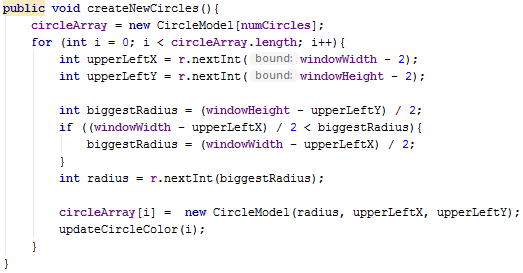 public void createNewCircles(){
    circleArray = new CircleModel[numCircles];
    for (int i = 0; i < circleArray.length; i++){
        int upperLeftX = r.nextInt( bound: windowWidth - 2);
        int upperLeftY = r.nextInt( bound: windowHeight - 2);

        int biggestRadius = (windowHeight - upperLeftY) / 2;
        if ((windowWidth - upperLeftX) / 2 < biggestRadius){
            biggestRadius = (windowWidth - upperLeftX) / 2;
        }
        int radius = r.nextInt(biggestRadius);

        circleArray[i] =  new CircleModel(radius, upperLeftX, upperLeftY);
        updateCircleColor(i);
    }
}